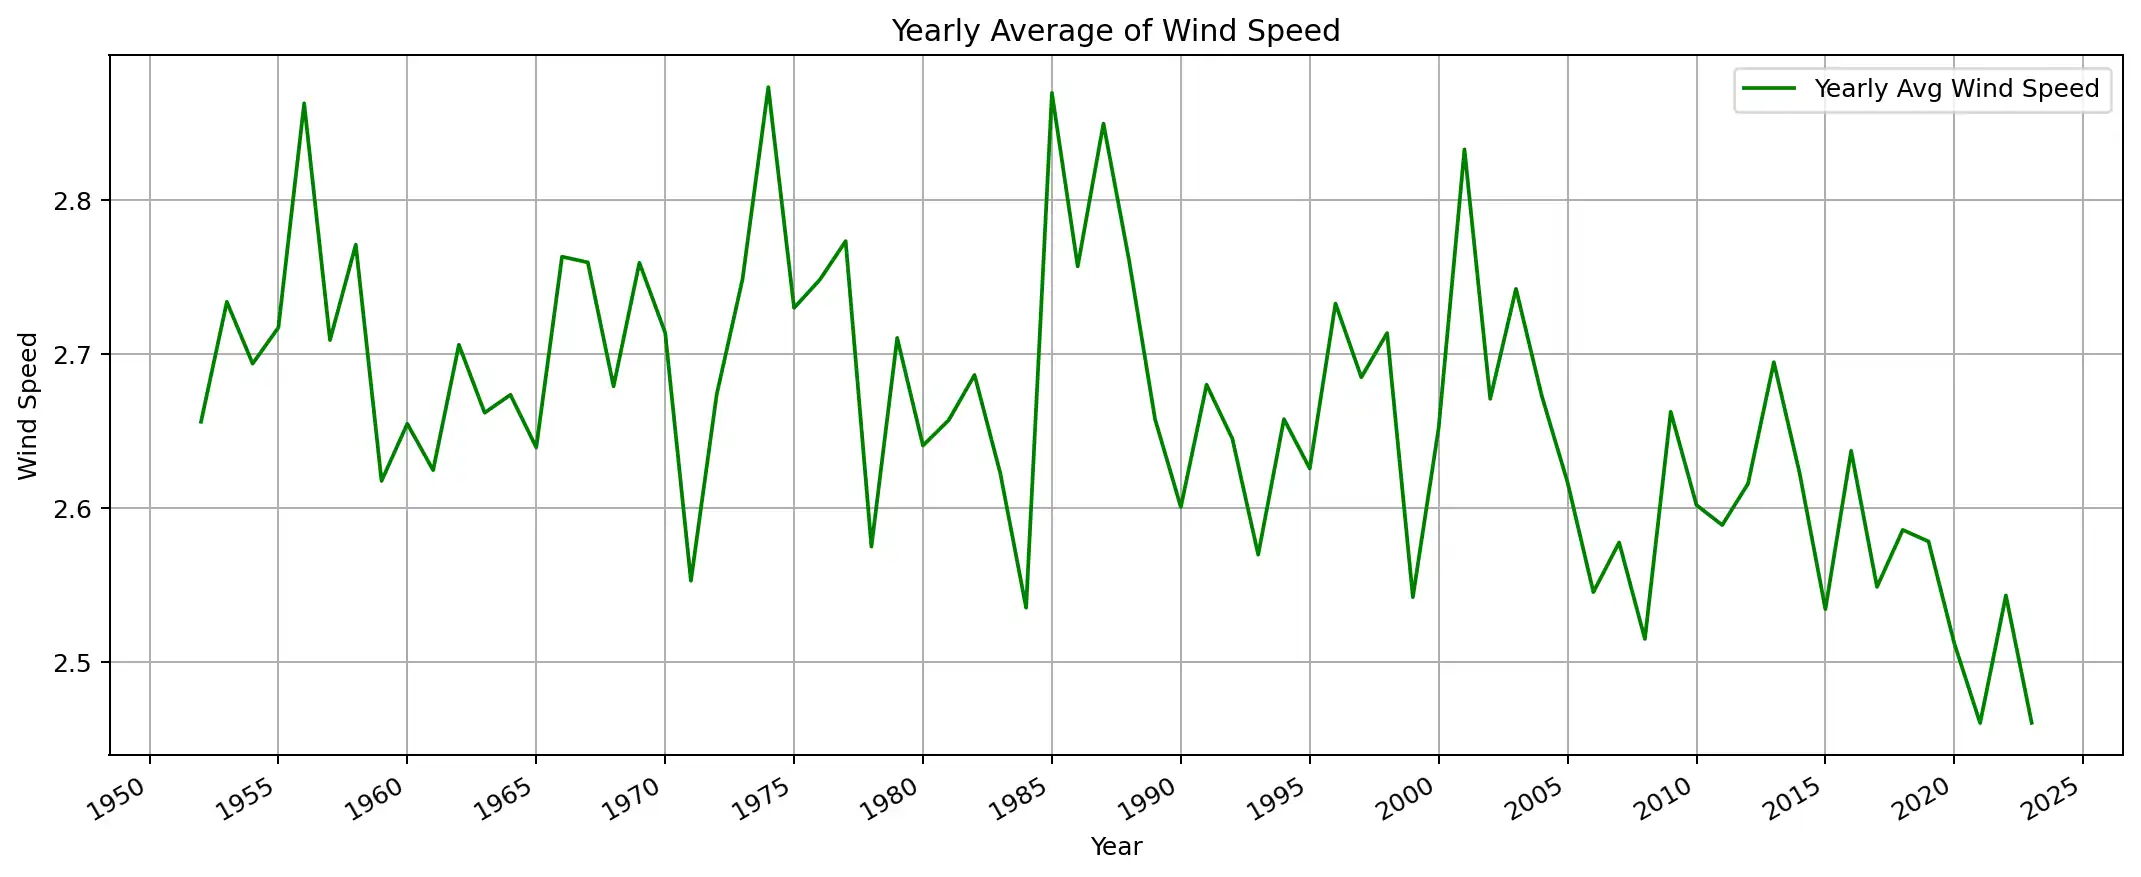 Yearly Average of Wind Speed
Yearly Avg Wind Speed
2.8
2.7
2.6
2.5
Wind Speed
1950 1955 1960 1965 1970 1975 1980 1985 1990 1995 2000 2005 2010 2015 2020 2025
Year